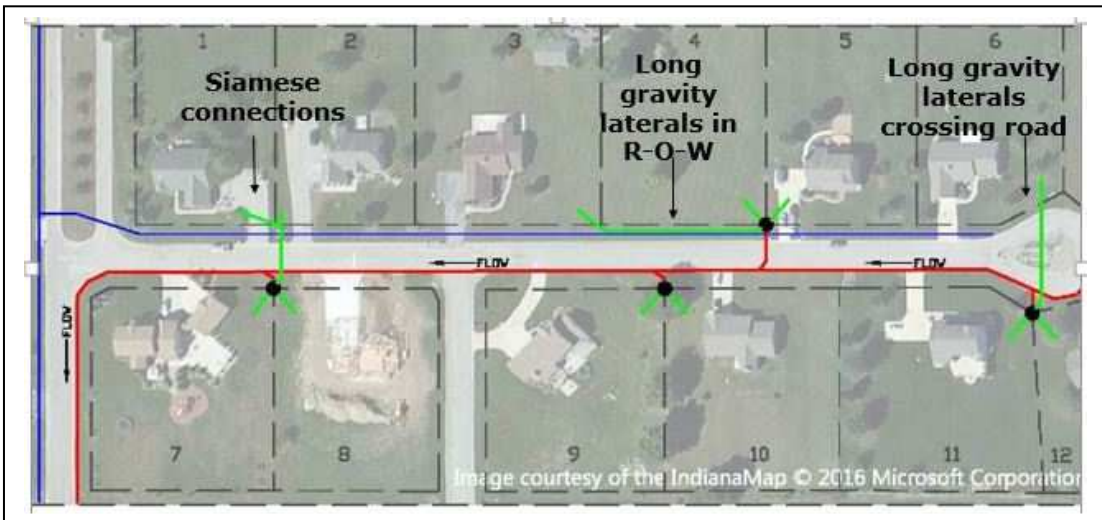 1 2 3 4 5 6
Siamese
connections
Long
gravity
laterals in
R-O-W
Long gravity
laterals
crossing road
FLOW
FLOW
FLOW
7 8 9 10 11 12
Image courtesy of the IndianaMap © 2016 Microsoft Corporation